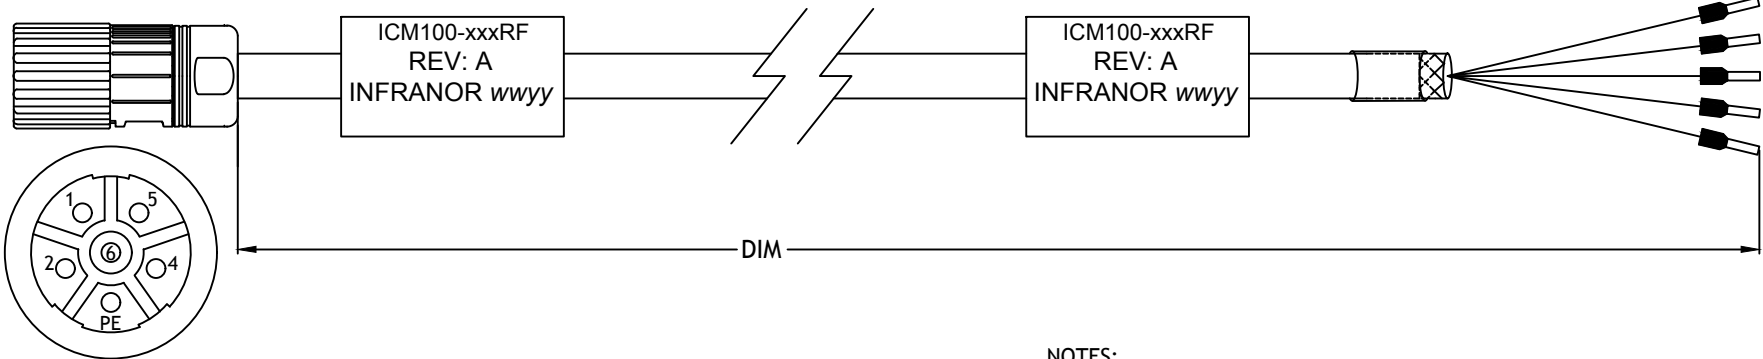 ICM100-xxxRF
REV: A
INFRANOR wwyy
ICM100-xxxRF
REV: A
INFRANOR wwyy
1
5
6
2
4
PE
DIM
NOTES: